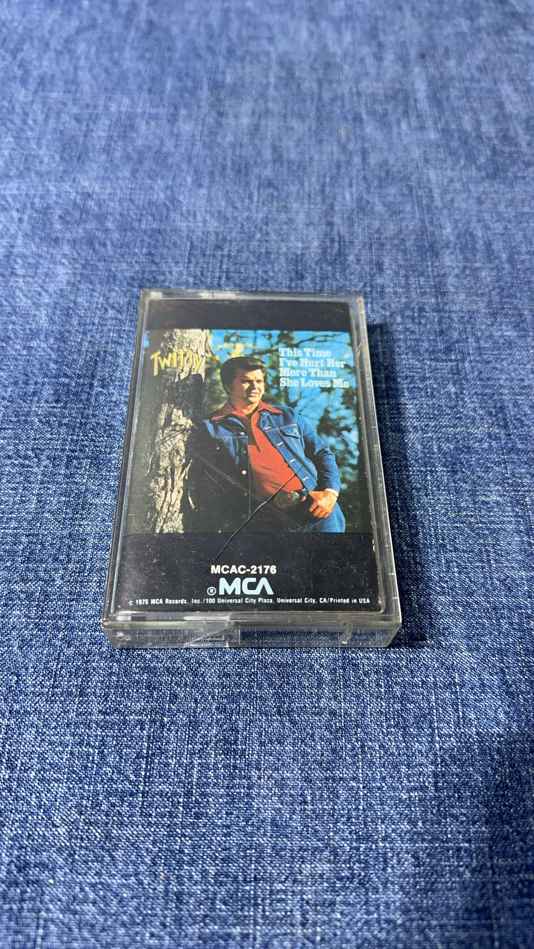 TWITTY
This Time
I've Hurt Her
More Than
She Loves Me
MCAC-2176
® MCA
© 1975 MCA Records, Inc./100 Universal City Plaza, Universal City, CA/Printed in USA